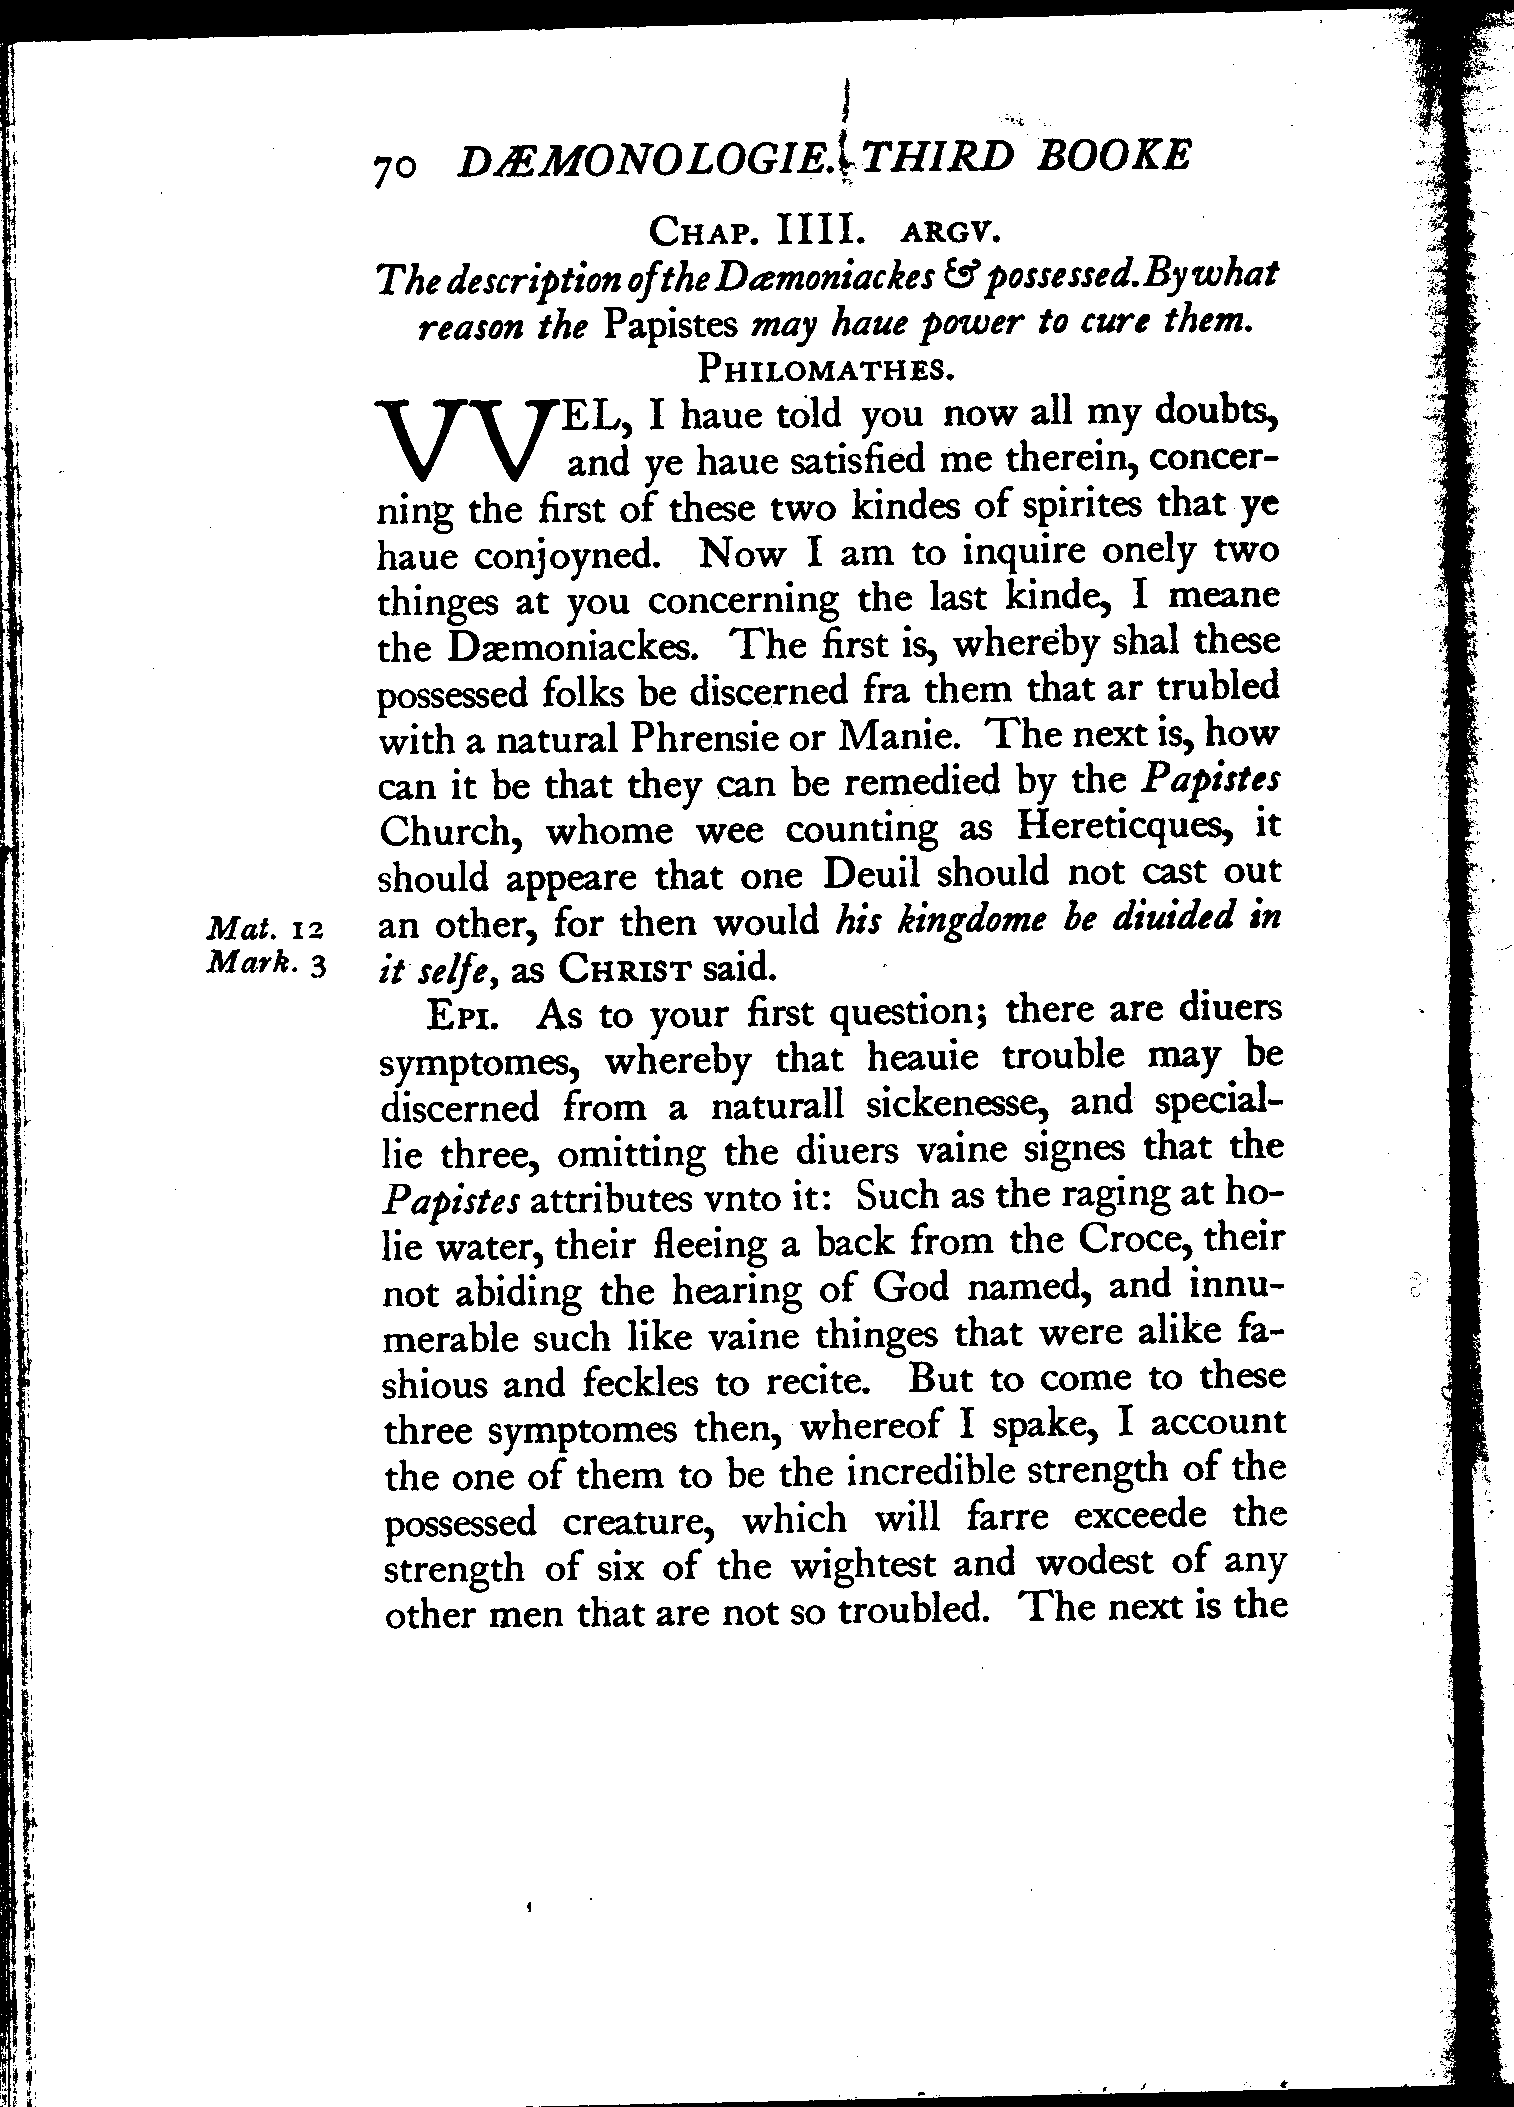 70 DÆMONOLOGIE. THIRD BOOKE
CHAP. IIII. ARGV.
The description of the Dæmoniackes & possessed. By what
reason the Papistes may haue power to cure them.
PHILOMATHES.
VVEL, I haue told you now all my doubts,
and ye haue satisfied me therein, concer-
ning the first of these two kindes of spirites that ye
haue conjoyned. Now I am to inquire onely two
thinges at you concerning the last kinde, I meane
the Dæmoniackes. The first is, whereby shal these
possessed folks be discerned fra them that ar trubled
with a natural Phrensie or Manie. The next is, how
can it be that they can be remedied by the Papistes
Church, whome wee counting as Hereticques, it
should appeare that one Deuil should not cast out
Mat. 12 an other, for then would his kingdome be diuided in
Mark. 3 it selfe, as CHRIST said.
EPI. As to your first question; there are diuers
symptomes, whereby that heauie trouble may be
discerned from a naturall sickenesse, and special-
lie three, omitting the diuers vaine signes that the
Papistes attributes vnto it: Such as the raging at ho-
lie water, their fleeing a back from the Croce, their
not abiding the hearing of God named, and innu-
merable such like vaine thinges that were alike fa-
shious and feckles to recite. But to come to these
three symptomes then, whereof I spake, I account
the one of them to be the incredible strength of the
possessed creature, which will farre exceede the
strength of six of the wightest and wodest of any
other men that are not so troubled. The next is the